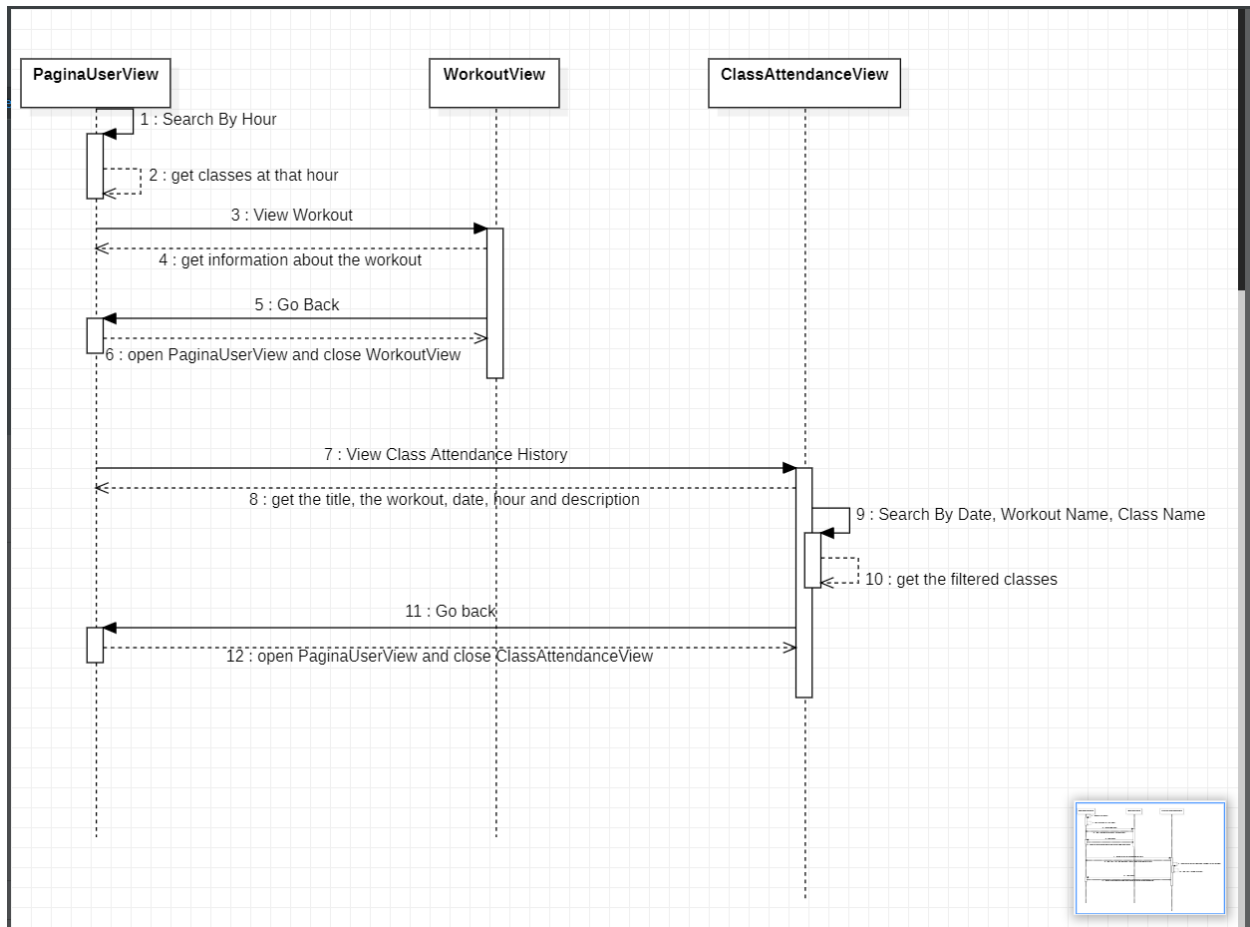 PaginaUserView
WorkoutView
ClassAttendanceView
1 : Search By Hour
2 : get classes at that hour
3 : View Workout
4 : get information about the workout
5 : Go Back
6 : open PaginaUserView and close WorkoutView
7 : View Class Attendance History
8 : get the title, the workout, date, hour and description
9 : Search By Date, Workout Name, Class Name
10 : get the filtered classes
11 : Go back
12 : open PaginaUserView and close ClassAttendanceView